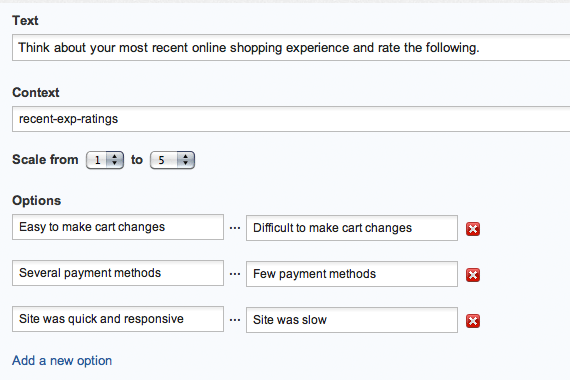 Text
Think about your most recent online shopping experience and rate the following.
Context
recent-exp-ratings
Scale from 1 to 5
Options
Easy to make cart changes ... Difficult to make cart changes
Several payment methods ... Few payment methods
Site was quick and responsive ... Site was slow
Add a new option